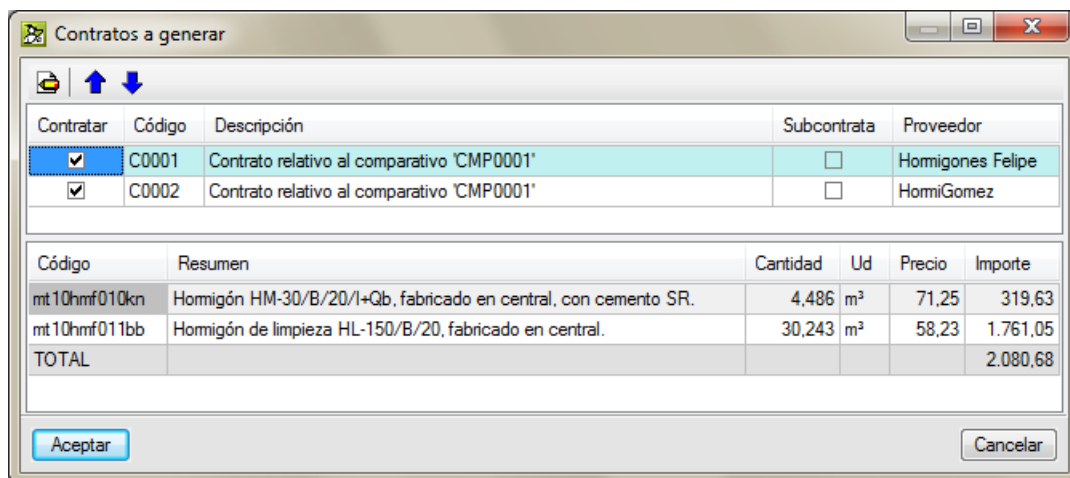 Contratos a generar
Contratar Código Descripción Subcontrata Proveedor
C0001 Contrato relativo al comparativo 'CMP0001' Hormigones Felipe
C0002 Contrato relativo al comparativo 'CMP0001' HormiGomez
Código Resumen Cantidad Ud Precio Importe
mt10hmf010kn Hormigón HM-30/B/20/I+Qb, fabricado en central, con cemento SR. 4,486 m³ 71,25 319,63
mt10hmf011bb Hormigón de limpieza HL-150/B/20, fabricado en central. 30,243 m³ 58,23 1.761,05
TOTAL 2.080,68
Aceptar Cancelar